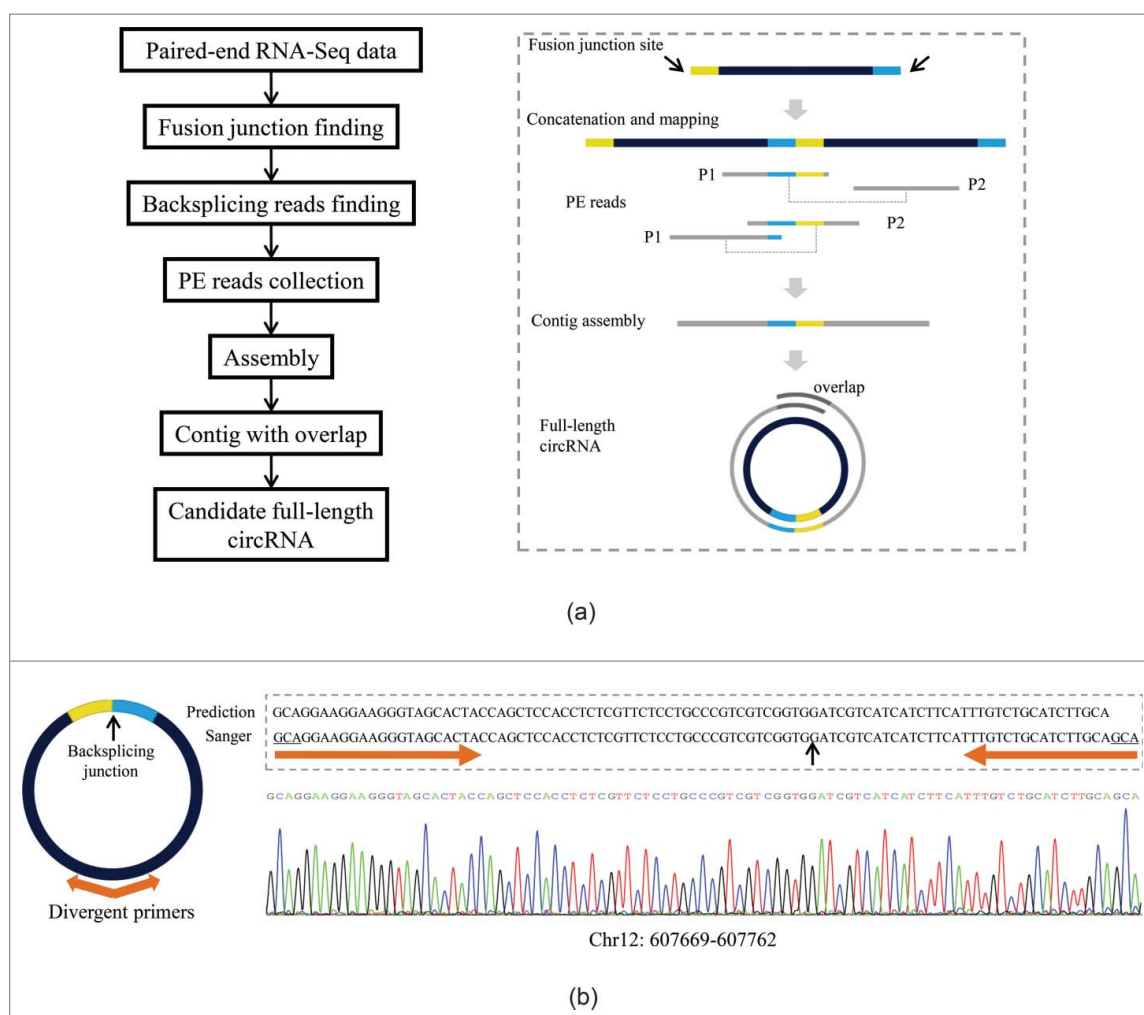 Paired-end RNA-Seq data
Fusion junction finding
Backsplicing reads finding
PE reads collection
Assembly
Contig with overlap
Candidate full-length
circRNA
Fusion junction site
Concatenation and mapping
P1
P2
PE reads
P2
P1
Contig assembly
overlap
Full-length
circRNA
(a)
Backsplicing
junction
Divergent primers
Prediction GCAGGAAGGAAGGGTAGCACTACCAGCTCCACCTCTCGTTCTCCTGCCCGTCGTCGGTGGATCGTCATCATCTTCATTTGTCTGCATCTTGCA
Sanger GCAGGAAGGAAGGGTAGCACTACCAGCTCCACCTCTCGTTCTCCTGCCCGTCGTCGGTGGATCGTCATCATCTTCATTTGTCTGCATCTTGCAGCA
GCAGGAAGGAAGGGTAGCACTACCAGCTCCACCTCTCGTTCTCCTGCCCGTCGTCGGTGGATCGTCATCATCTTCATTTGTCTGCATCTTGCAGCA
Chr12: 607669-607762
(b)